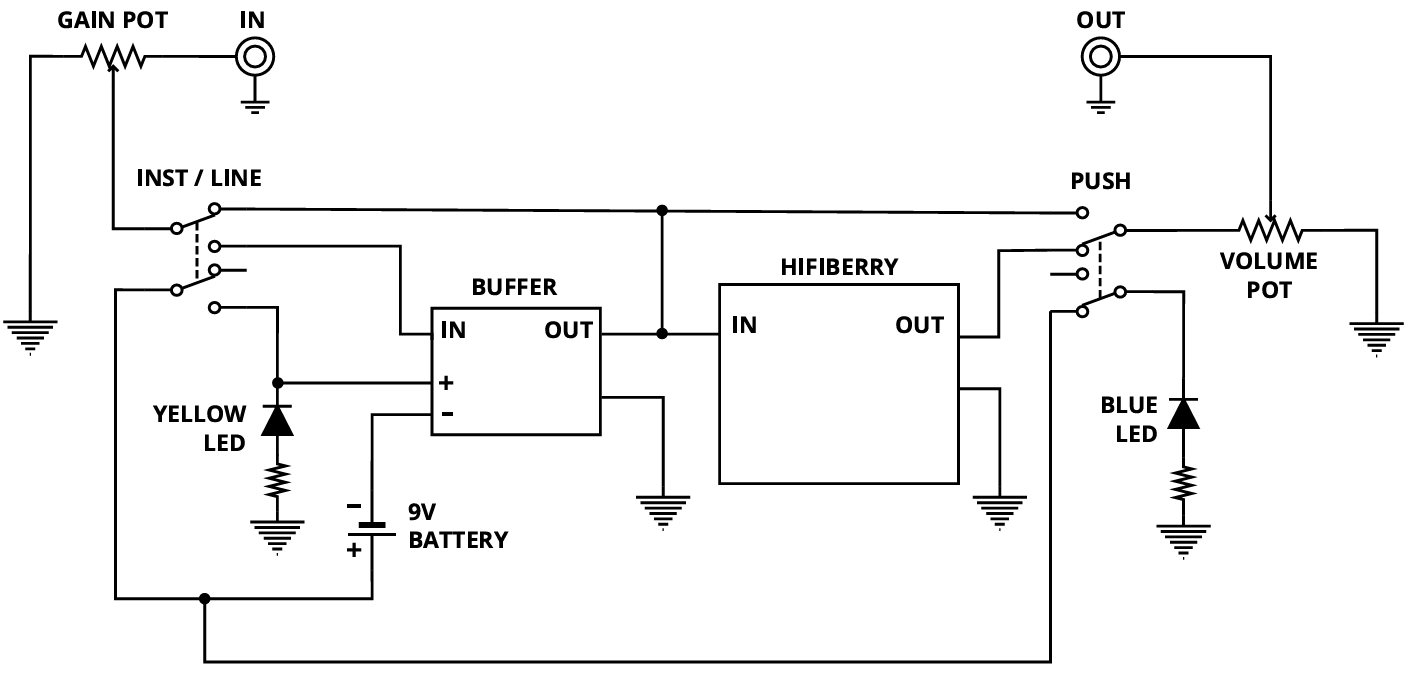 GAIN POT
IN
OUT
INST / LINE
PUSH
VOLUME
POT
BUFFER
HIFIBERRY
IN
OUT
IN
OUT
+
-
YELLOW
LED
BLUE
LED
-
9V
BATTERY
+